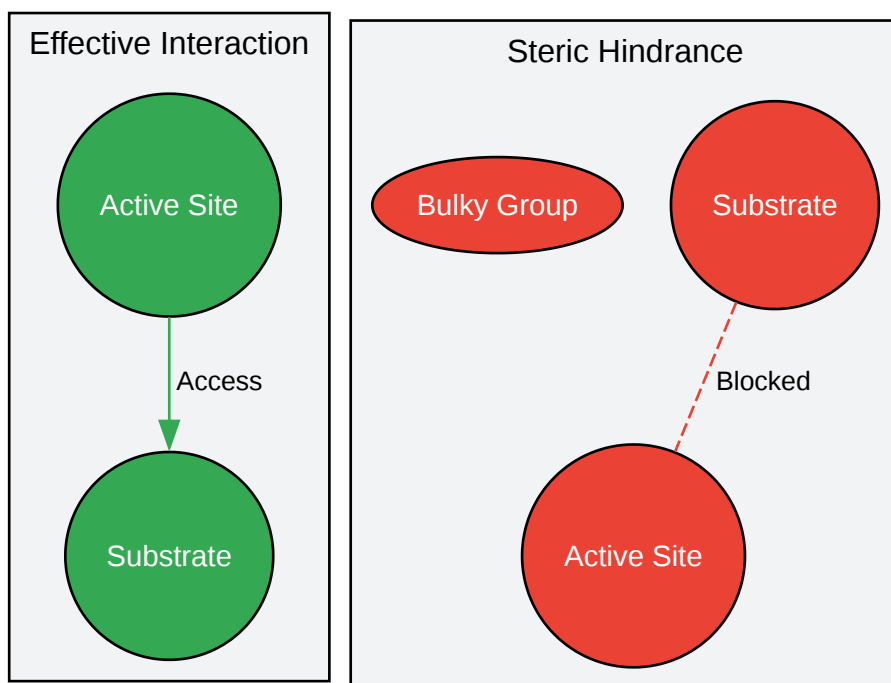 Effective Interaction
Active Site
Access
Substrate
Steric Hindrance
Bulky Group
Substrate
Blocked
Active Site